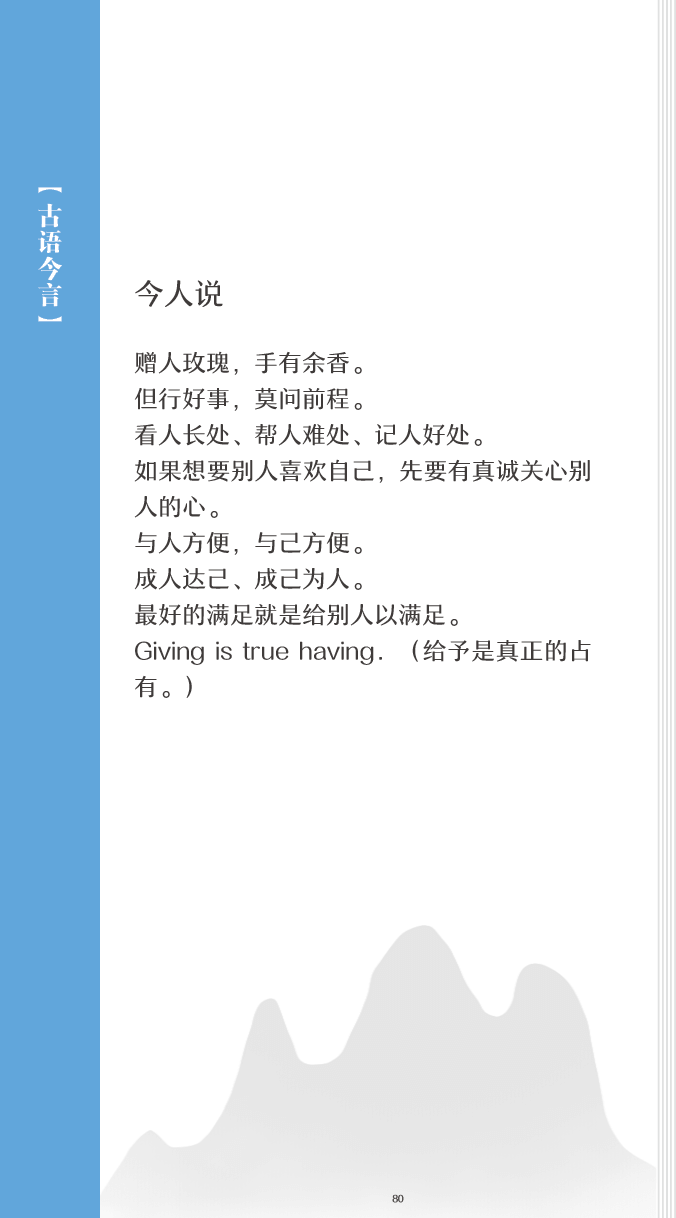 【古语今言】
今人说
赠人玫瑰，手有余香。
但行好事，莫问前程。
看人长处、帮人难处、记人好处。
如果想要别人喜欢自己，先要有真诚关心别
人的心。
与人方便，与己方便。
成人达己、成己为人。
最好的满足就是给别人以满足。
Giving is true having. （给予是真正的占
有。）
80